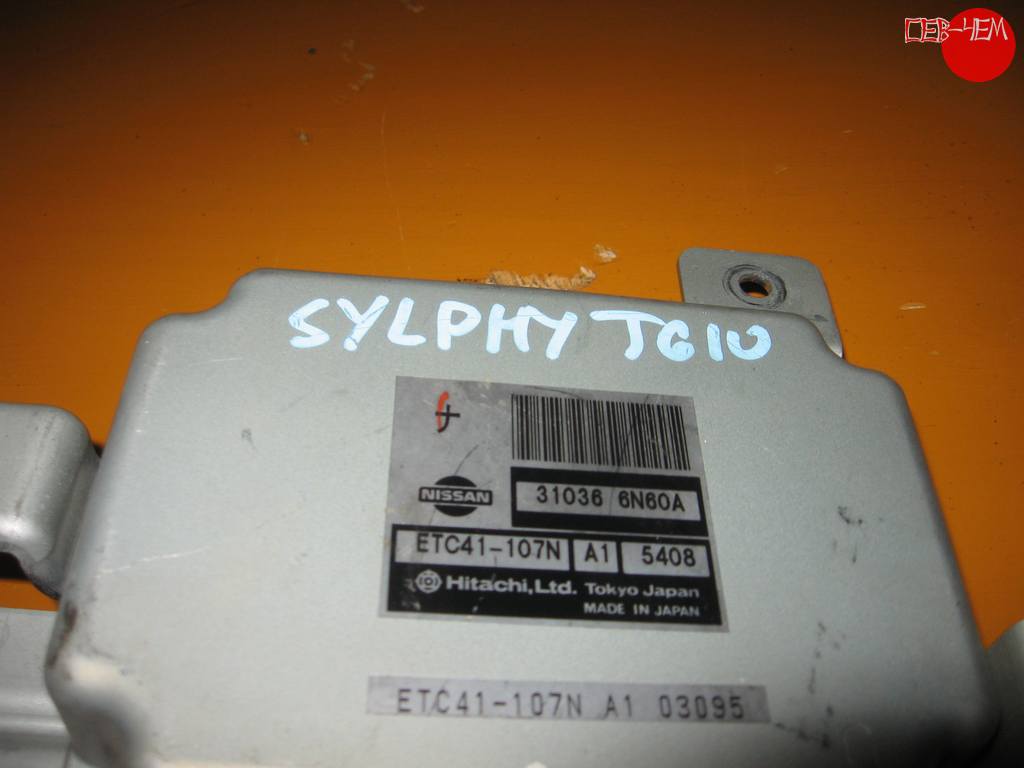 ЦЕВ-ЧЕМ
SYLPHY TG10
NISSAN
31036 6N60A
ETC41-107N A1 5408
Hitachi,Ltd. Tokyo Japan
MADE IN JAPAN
ETC41-107N A1 03095